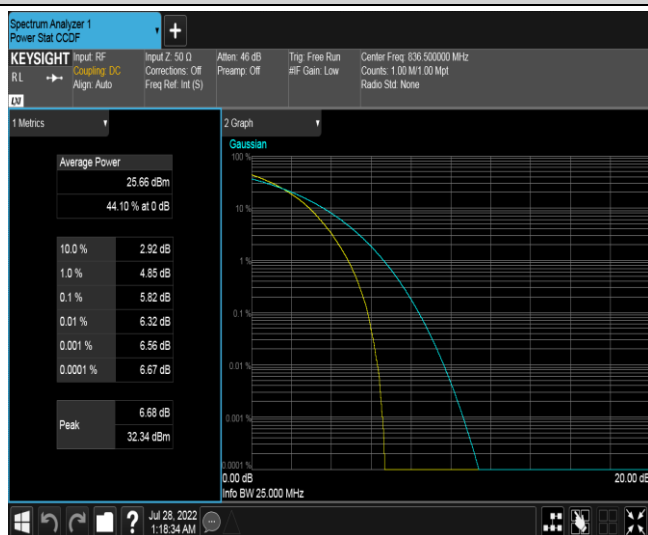 Spectrum Analyzer 1
Power Stat CCDF
+
KEYSIGHT
RL
LXI
Input: RF
Coupling: DC
Align: Auto
Input Z: 50 Ω
Corrections: Off
Freq Ref: Int (S)
Atten: 46 dB
Preamp: Off
Trig: Free Run
#IF Gain: Low
Center Freq: 836.500000 MHz
Counts: 1.00 M/1.00 Mpt
Radio Std: None
1 Metrics
Average Power
25.66 dBm
44.10 % at 0 dB
10.0 % 2.92 dB
1.0 % 4.85 dB
0.1 % 5.82 dB
0.01 % 6.32 dB
0.001 % 6.56 dB
0.0001 % 6.67 dB
Peak
6.68 dB
32.34 dBm
2 Graph
Gaussian
100 %
10 %
1 %
0.1 %
0.01 %
0.001 %
0.0001 %
0.00 dB
20.00 dB
Info BW 25.000 MHz
?
Jul 28, 2022
1:18:34 AM